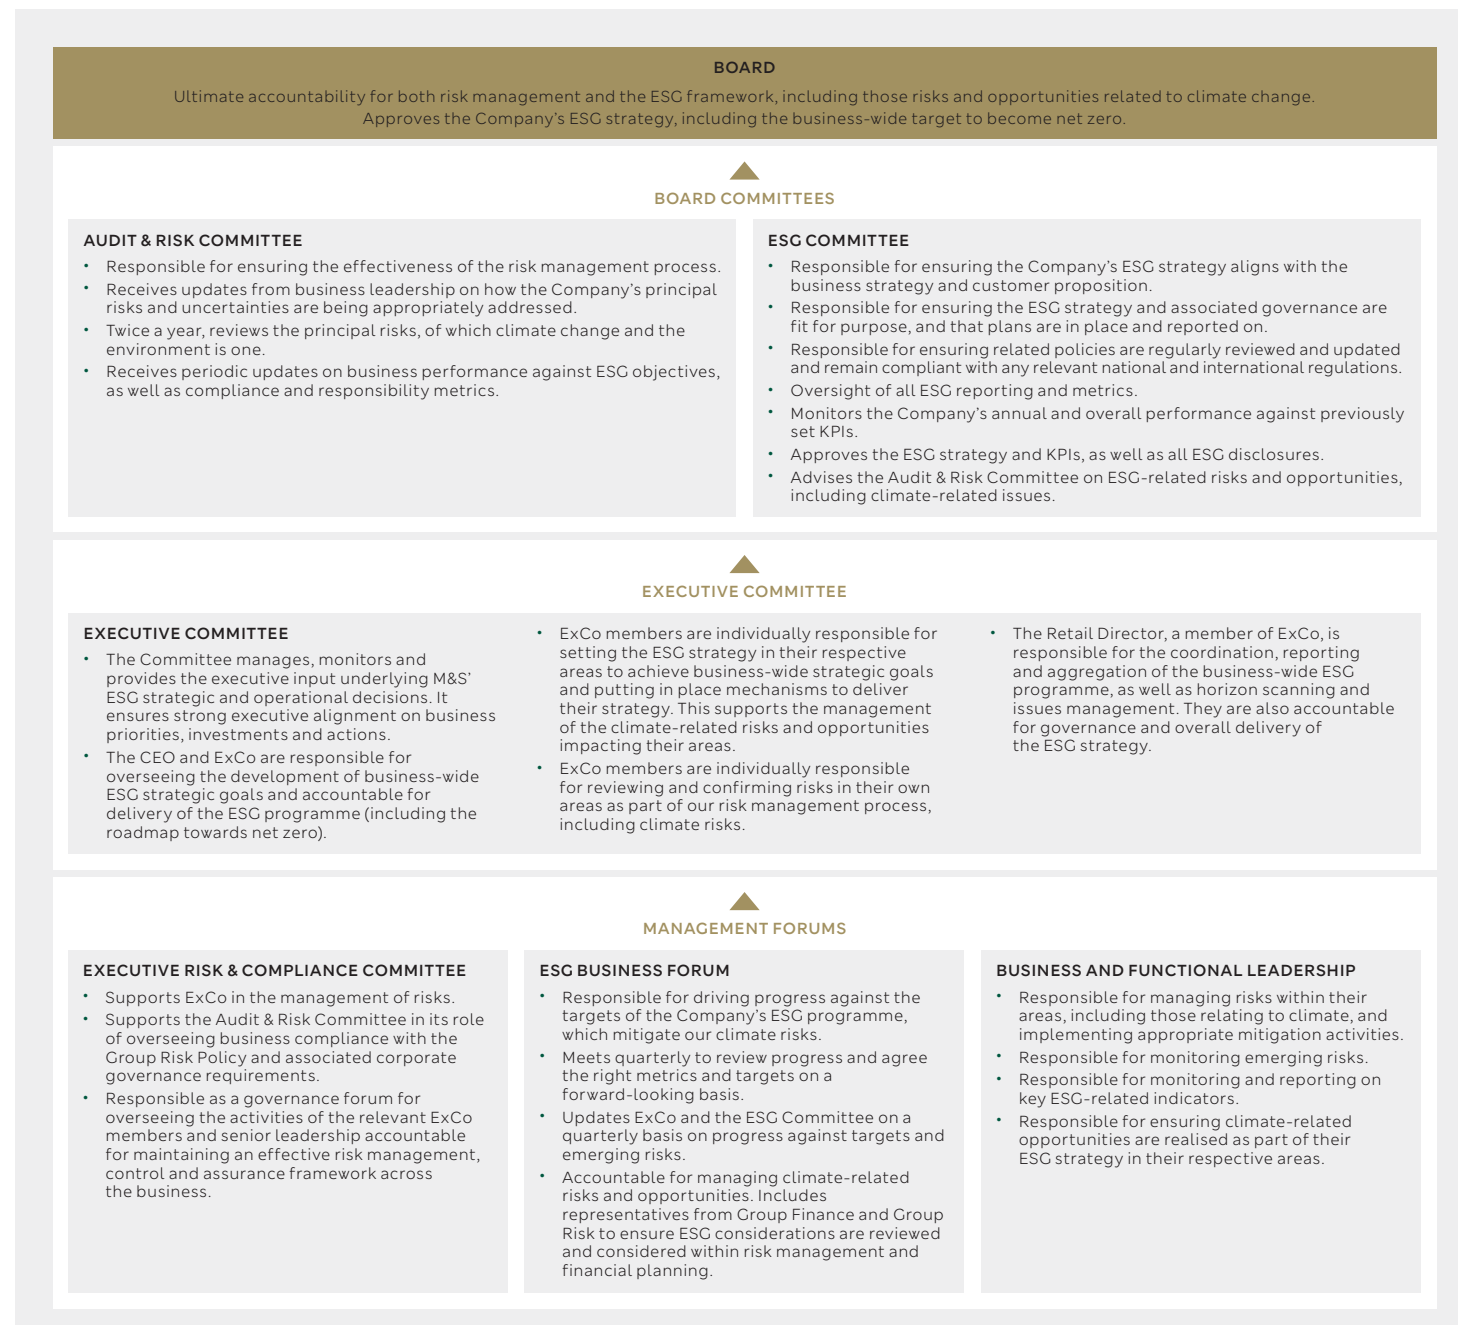 BOARD
Ultimate accountability for both risk management and the ESG framework, including those risks and opportunities related to climate change.
Approves the Company’s ESG strategy, including the business-wide target to become net zero.
BOARD COMMITTEES
AUDIT & RISK COMMITTEE
• Responsible for ensuring the effectiveness of the risk management process.
• Receives updates from business leadership on how the Company’s principal
risks and uncertainties are being appropriately addressed.
• Twice a year, reviews the principal risks, of which climate change and the
environment is one.
• Receives periodic updates on business performance against ESG objectives,
as well as compliance and responsibility metrics.
ESG COMMITTEE
• Responsible for ensuring the Company’s ESG strategy aligns with the
business strategy and customer proposition.
• Responsible for ensuring the ESG strategy and associated governance are
fit for purpose, and that plans are in place and reported on.
• Responsible for ensuring related policies are regularly reviewed and updated
and remain compliant with any relevant national and international regulations.
• Oversight of all ESG reporting and metrics.
• Monitors the Company’s annual and overall performance against previously
set KPIs.
• Approves the ESG strategy and KPIs, as well as all ESG disclosures.
• Advises the Audit & Risk Committee on ESG-related risks and opportunities,
including climate-related issues.
EXECUTIVE COMMITTEE
EXECUTIVE COMMITTEE
• The Committee manages, monitors and
provides the executive input underlying M&S’
ESG strategic and operational decisions. It
ensures strong executive alignment on business
priorities, investments and actions.
• The CEO and ExCo are responsible for
overseeing the development of business-wide
ESG strategic goals and accountable for
delivery of the ESG programme (including the
roadmap towards net zero).
• ExCo members are individually responsible for
setting the ESG strategy in their respective
areas to achieve business-wide strategic goals
and putting in place mechanisms to deliver
their strategy. This supports the management
of the climate-related risks and opportunities
impacting their areas.
• ExCo members are individually responsible
for reviewing and confirming risks in their own
areas as part of our risk management process,
including climate risks.
• The Retail Director, a member of ExCo, is
responsible for the coordination, reporting
and aggregation of the business-wide ESG
programme, as well as horizon scanning and
issues management. They are also accountable
for governance and overall delivery of
the ESG strategy.
MANAGEMENT FORUMS
EXECUTIVE RISK & COMPLIANCE COMMITTEE
• Supports ExCo in the management of risks.
• Supports the Audit & Risk Committee in its role
of overseeing business compliance with the
Group Risk Policy and associated corporate
governance requirements.
• Responsible as a governance forum for
overseeing the activities of the relevant ExCo
members and senior leadership accountable
for maintaining an effective risk management,
control and assurance framework across
the business.
ESG BUSINESS FORUM
• Responsible for driving progress against the
targets of the Company’s ESG programme,
which mitigate our climate risks.
• Meets quarterly to review progress and agree
the right metrics and targets on a
forward-looking basis.
• Updates ExCo and the ESG Committee on a
quarterly basis on progress against targets and
emerging risks.
• Accountable for managing climate-related
risks and opportunities. Includes
representatives from Group Finance and Group
Risk to ensure ESG considerations are reviewed
and considered within risk management and
financial planning.
BUSINESS AND FUNCTIONAL LEADERSHIP
• Responsible for managing risks within their
areas, including those relating to climate, and
implementing appropriate mitigation activities.
• Responsible for monitoring emerging risks.
• Responsible for monitoring and reporting on
key ESG-related indicators.
• Responsible for ensuring climate-related
opportunities are realised as part of their
ESG strategy in their respective areas.